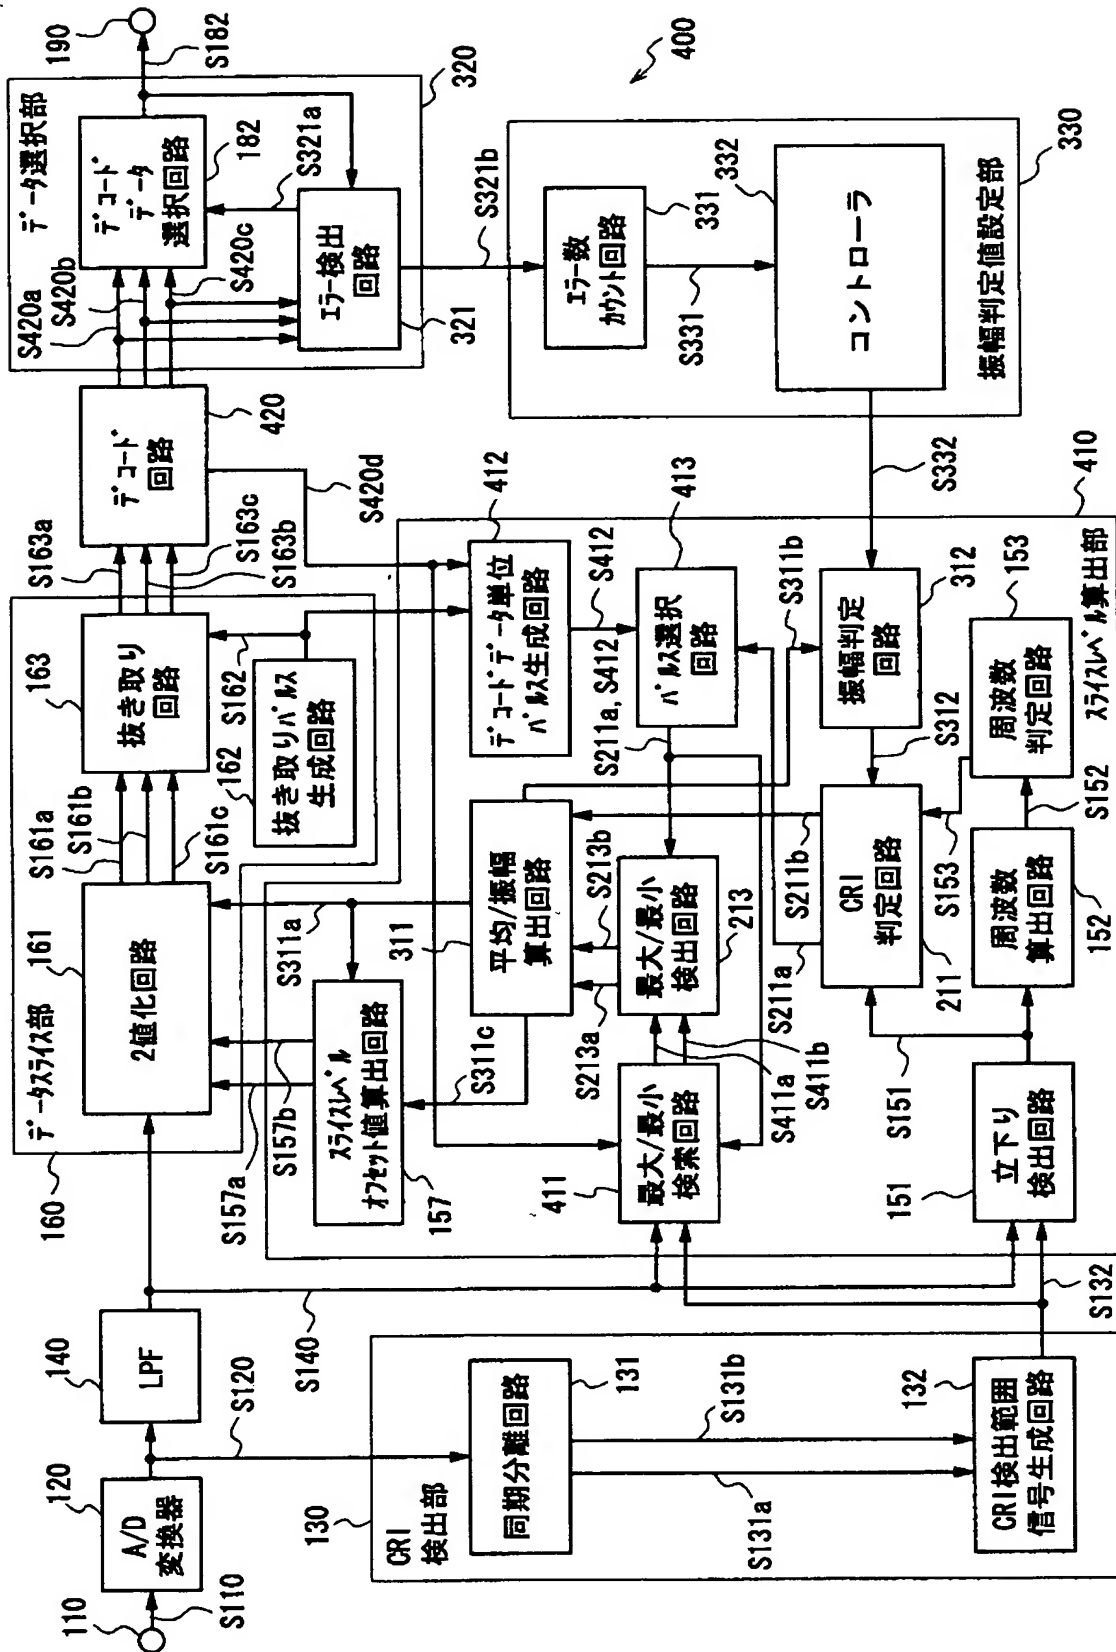 110
S110
120
A/D
変換器
S120
140
LPF
S140
130
CRI
検出部
131
同期分離回路
S131a
S131b
132
CRI検出範囲
信号生成回路
S132
160
データスライス部
161
2値化回路
S161a
S161b
S161c
162
抜き取りパルス
生成回路
S162
163
抜き取り
回路
S163a
S163c
S163b
S157a
S157b
スライスレベル
オフセット値算出回路
157
S311a
311
平均/振幅
算出回路
S311c
S311b
411
最大/最小
検索回路
S411a
S411b
S213a
S213b
最大/最小
検出回路
213
412
デコードデータ単位
パルス生成回路
S412
413
パルス選択
回路
S211a, S412
S211a
S211b
151
立下り
検出回路
S151
CRI
判定回路
211
周波数
算出回路
152
S152
S153
周波数
判定回路
153
S312
振幅判定
回路
312
スライスレベル算出部
410
420
デコード
回路
S420d
S420a
S420b
S420c
データ選択部
デコード
データ
選択回路
182
S321a
エラー検出
回路
321
320
190
S182
S321b
400
エラー数
カウント回路
331
S331
332
コントローラ
振幅判定値設定部
330
S332